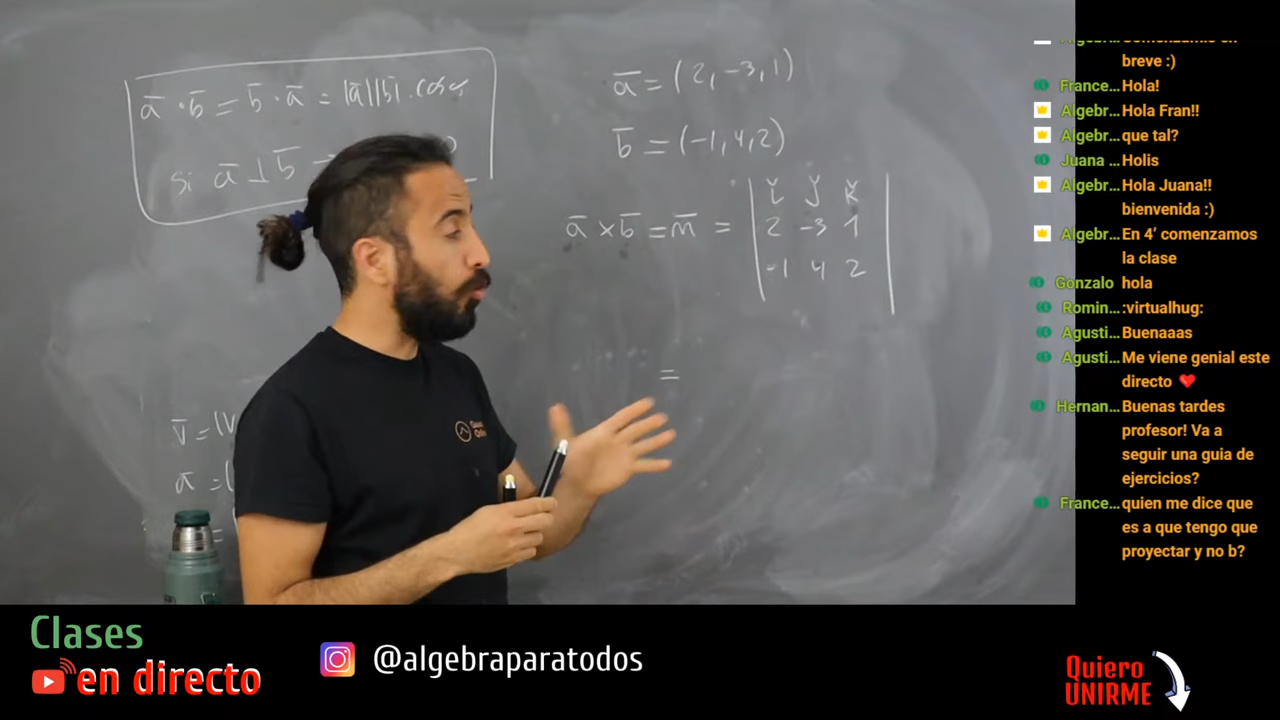 a̅ · b̅ = b̅ · a̅ = |a̅||b̅| . cos α
si a̅ ⊥ b̅ →
v̅ = (v
a̅ = (
=
a̅ = (2, -3, 1)
b̅ = (-1, 4, 2)
ǐ ǰ ǩ
a̅ × b̅ = m̅ = 2 -3 1
-1 4 2
=
breve :)
France… Hola!
Algebr… Hola Fran!!
Algebr… que tal?
Juana … Holis
Algebr… Hola Juana!!
bienvenida :)
Algebr… En 4’ comenzamos
la clase
Gonzalo hola
Romin… :virtualhug:
Agusti… Buenaaas
Agusti… Me viene genial este
directo ❤️
Hernan… Buenas tardes
profesor! Va a
seguir una guia de
ejercicios?
France… quien me dice que
es a que tengo que
proyectar y no b?
Clases
en directo
@algebraparatodos
Quiero
UNIRME